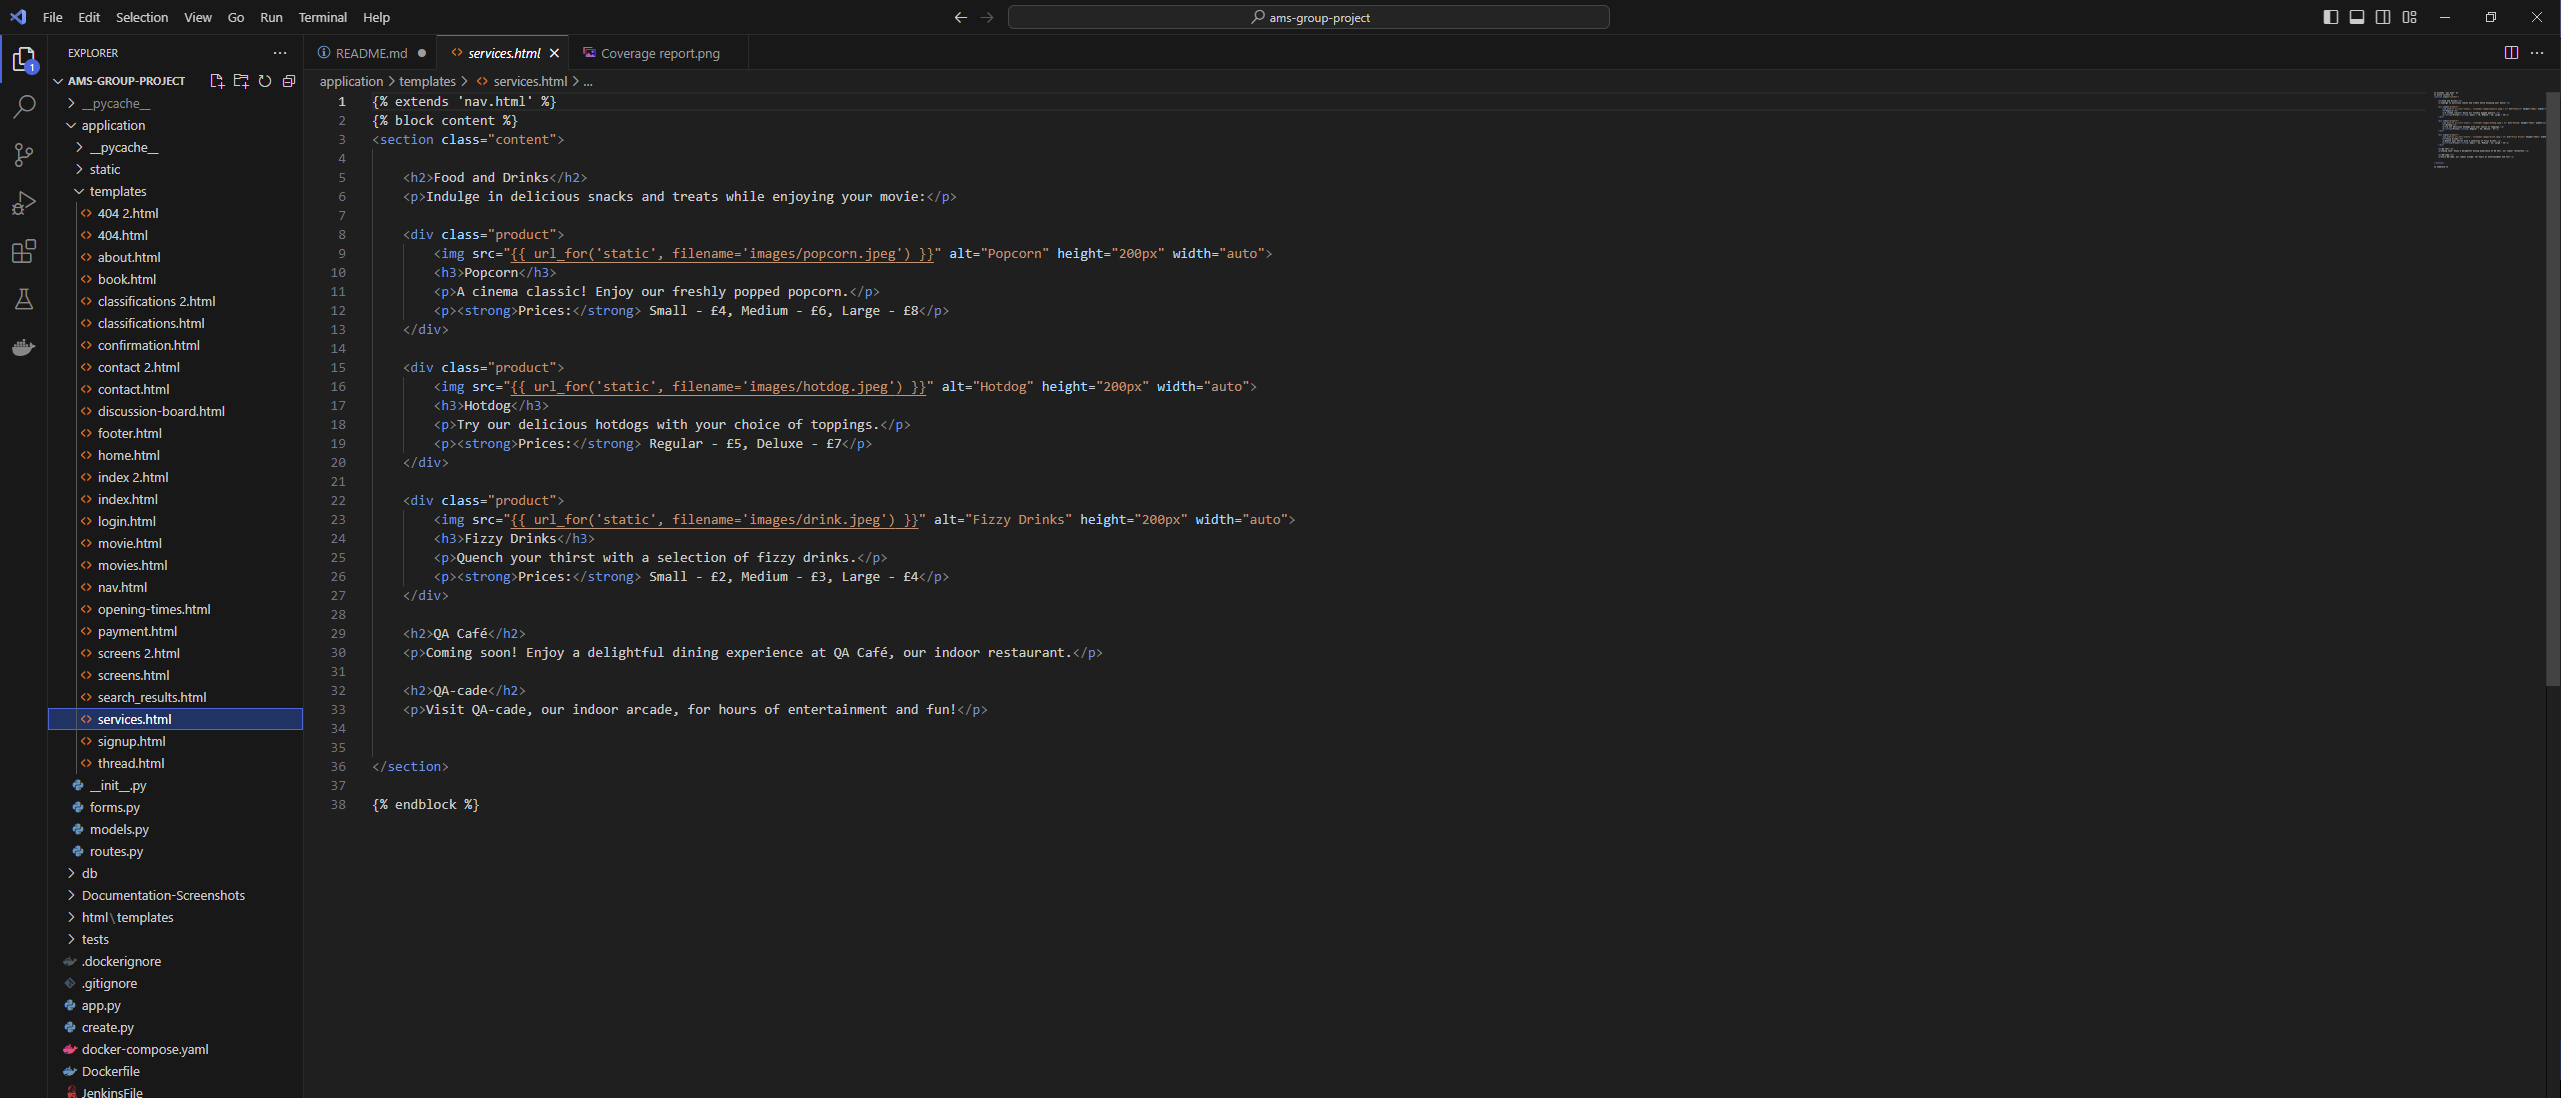 File Edit Selection View Go Run Terminal Help
ams-group-project
EXPLORER
1
AMS-GROUP-PROJECT
__pycache__
application
__pycache__
static
templates
404 2.html
404.html
about.html
book.html
classifications 2.html
classifications.html
confirmation.html
contact 2.html
contact.html
discussion-board.html
footer.html
home.html
index 2.html
index.html
login.html
movie.html
movies.html
nav.html
opening-times.html
payment.html
screens 2.html
screens.html
search_results.html
services.html
signup.html
thread.html
__init__.py
forms.py
models.py
routes.py
db
Documentation-Screenshots
html\templates
tests
.dockerignore
.gitignore
app.py
create.py
docker-compose.yaml
Dockerfile
JenkinsFile
README.md services.html Coverage report.png
application > templates > services.html > ...
1 {% extends 'nav.html' %}
2 {% block content %}
3 <section class="content">
4
5 <h2>Food and Drinks</h2>
6 <p>Indulge in delicious snacks and treats while enjoying your movie:</p>
7
8 <div class="product">
9 <img src="{{ url_for('static', filename='images/popcorn.jpeg') }}" alt="Popcorn" height="200px" width="auto">
10 <h3>Popcorn</h3>
11 <p>A cinema classic! Enjoy our freshly popped popcorn.</p>
12 <p><strong>Prices:</strong> Small - £4, Medium - £6, Large - £8</p>
13 </div>
14
15 <div class="product">
16 <img src="{{ url_for('static', filename='images/hotdog.jpeg') }}" alt="Hotdog" height="200px" width="auto">
17 <h3>Hotdog</h3>
18 <p>Try our delicious hotdogs with your choice of toppings.</p>
19 <p><strong>Prices:</strong> Regular - £5, Deluxe - £7</p>
20 </div>
21
22 <div class="product">
23 <img src="{{ url_for('static', filename='images/drink.jpeg') }}" alt="Fizzy Drinks" height="200px" width="auto">
24 <h3>Fizzy Drinks</h3>
25 <p>Quench your thirst with a selection of fizzy drinks.</p>
26 <p><strong>Prices:</strong> Small - £2, Medium - £3, Large - £4</p>
27 </div>
28
29 <h2>QA Café</h2>
30 <p>Coming soon! Enjoy a delightful dining experience at QA Café, our indoor restaurant.</p>
31
32 <h2>QA-cade</h2>
33 <p>Visit QA-cade, our indoor arcade, for hours of entertainment and fun!</p>
34
35
36 </section>
37
38 {% endblock %}